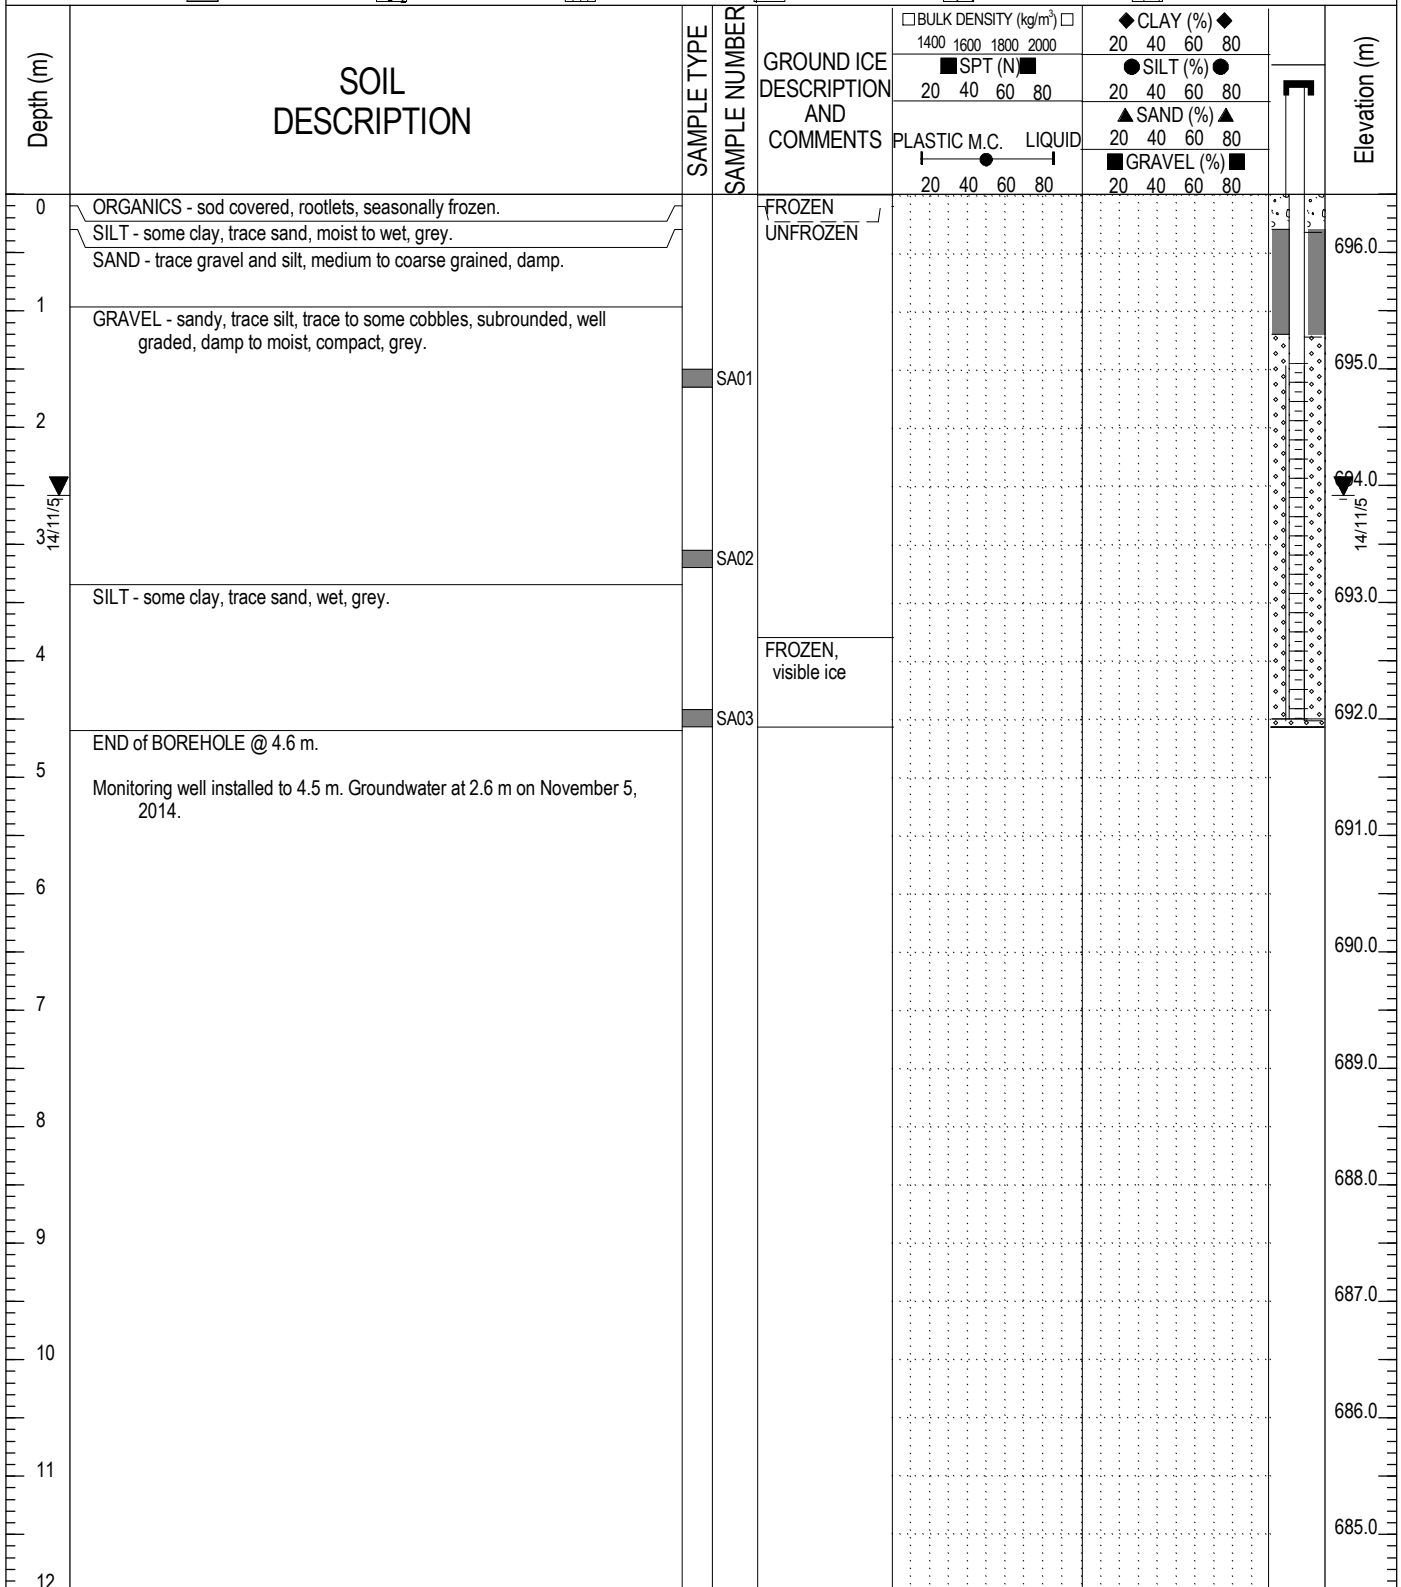 Depth (m)
SOIL
DESCRIPTION
SAMPLE TYPE
SAMPLE NUMBER
GROUND ICE
DESCRIPTION
AND
COMMENTS
□ BULK DENSITY (kg/m³) □
1400 1600 1800 2000
■ SPT (N) ■
20 40 60 80
PLASTIC M.C. LIQUID
20 40 60 80
◆ CLAY (%) ◆
20 40 60 80
● SILT (%) ●
20 40 60 80
▲ SAND (%) ▲
20 40 60 80
■ GRAVEL (%) ■
20 40 60 80
Elevation (m)
0
ORGANICS - sod covered, rootlets, seasonally frozen.
FROZEN
SILT - some clay, trace sand, moist to wet, grey.
UNFROZEN
696.0
SAND - trace gravel and silt, medium to coarse grained, damp.
1
GRAVEL - sandy, trace silt, trace to some cobbles, subrounded, well
graded, damp to moist, compact, grey.
695.0
SA01
2
694.0
14/11/5
14/11/5
3
SA02
SILT - some clay, trace sand, wet, grey.
693.0
4
FROZEN,
visible ice
SA03
692.0
END of BOREHOLE @ 4.6 m.
5
Monitoring well installed to 4.5 m. Groundwater at 2.6 m on November 5,
2014.
691.0
6
690.0
7
689.0
8
688.0
9
687.0
10
686.0
11
685.0
12